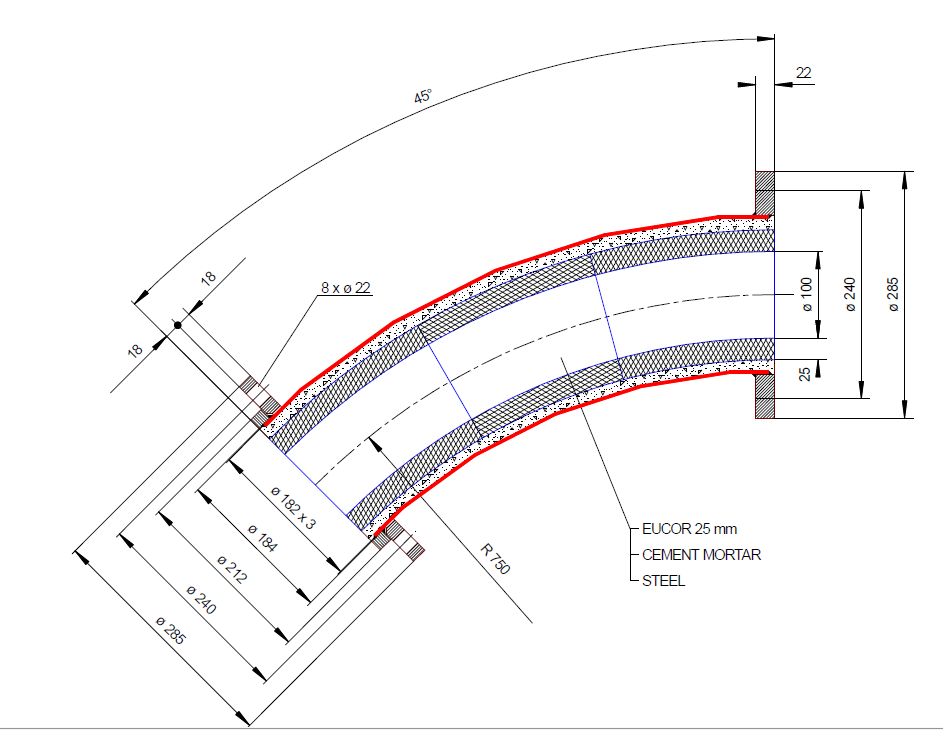 45°
22
18
8 x ø 22
18
ø 100
ø 240
ø 285
25
ø 182 x 3
ø 184
ø 212
ø 240
ø 285
R 750
EUCOR 25 mm
CEMENT MORTAR
STEEL